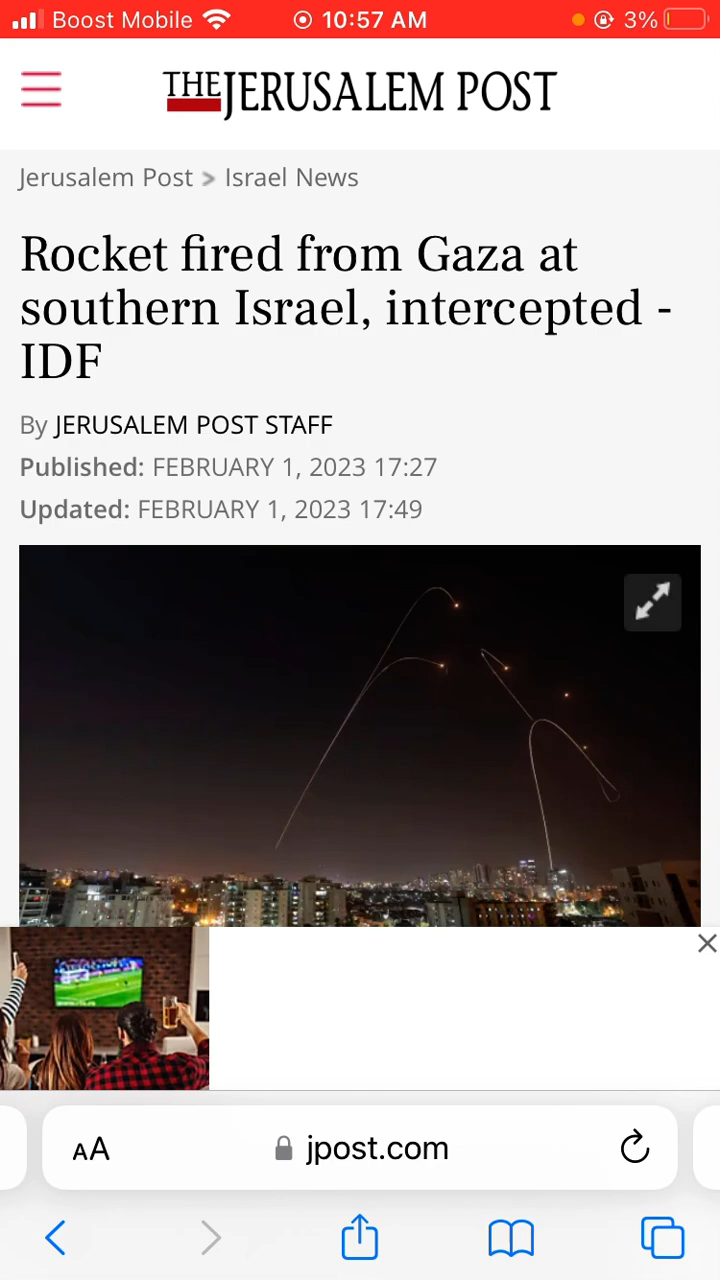 Boost Mobile 10:57 AM 3%
THE JERUSALEM POST
Jerusalem Post > Israel News
Rocket fired from Gaza at
southern Israel, intercepted -
IDF
By JERUSALEM POST STAFF
Published: FEBRUARY 1, 2023 17:27
Updated: FEBRUARY 1, 2023 17:49
AA jpost.com